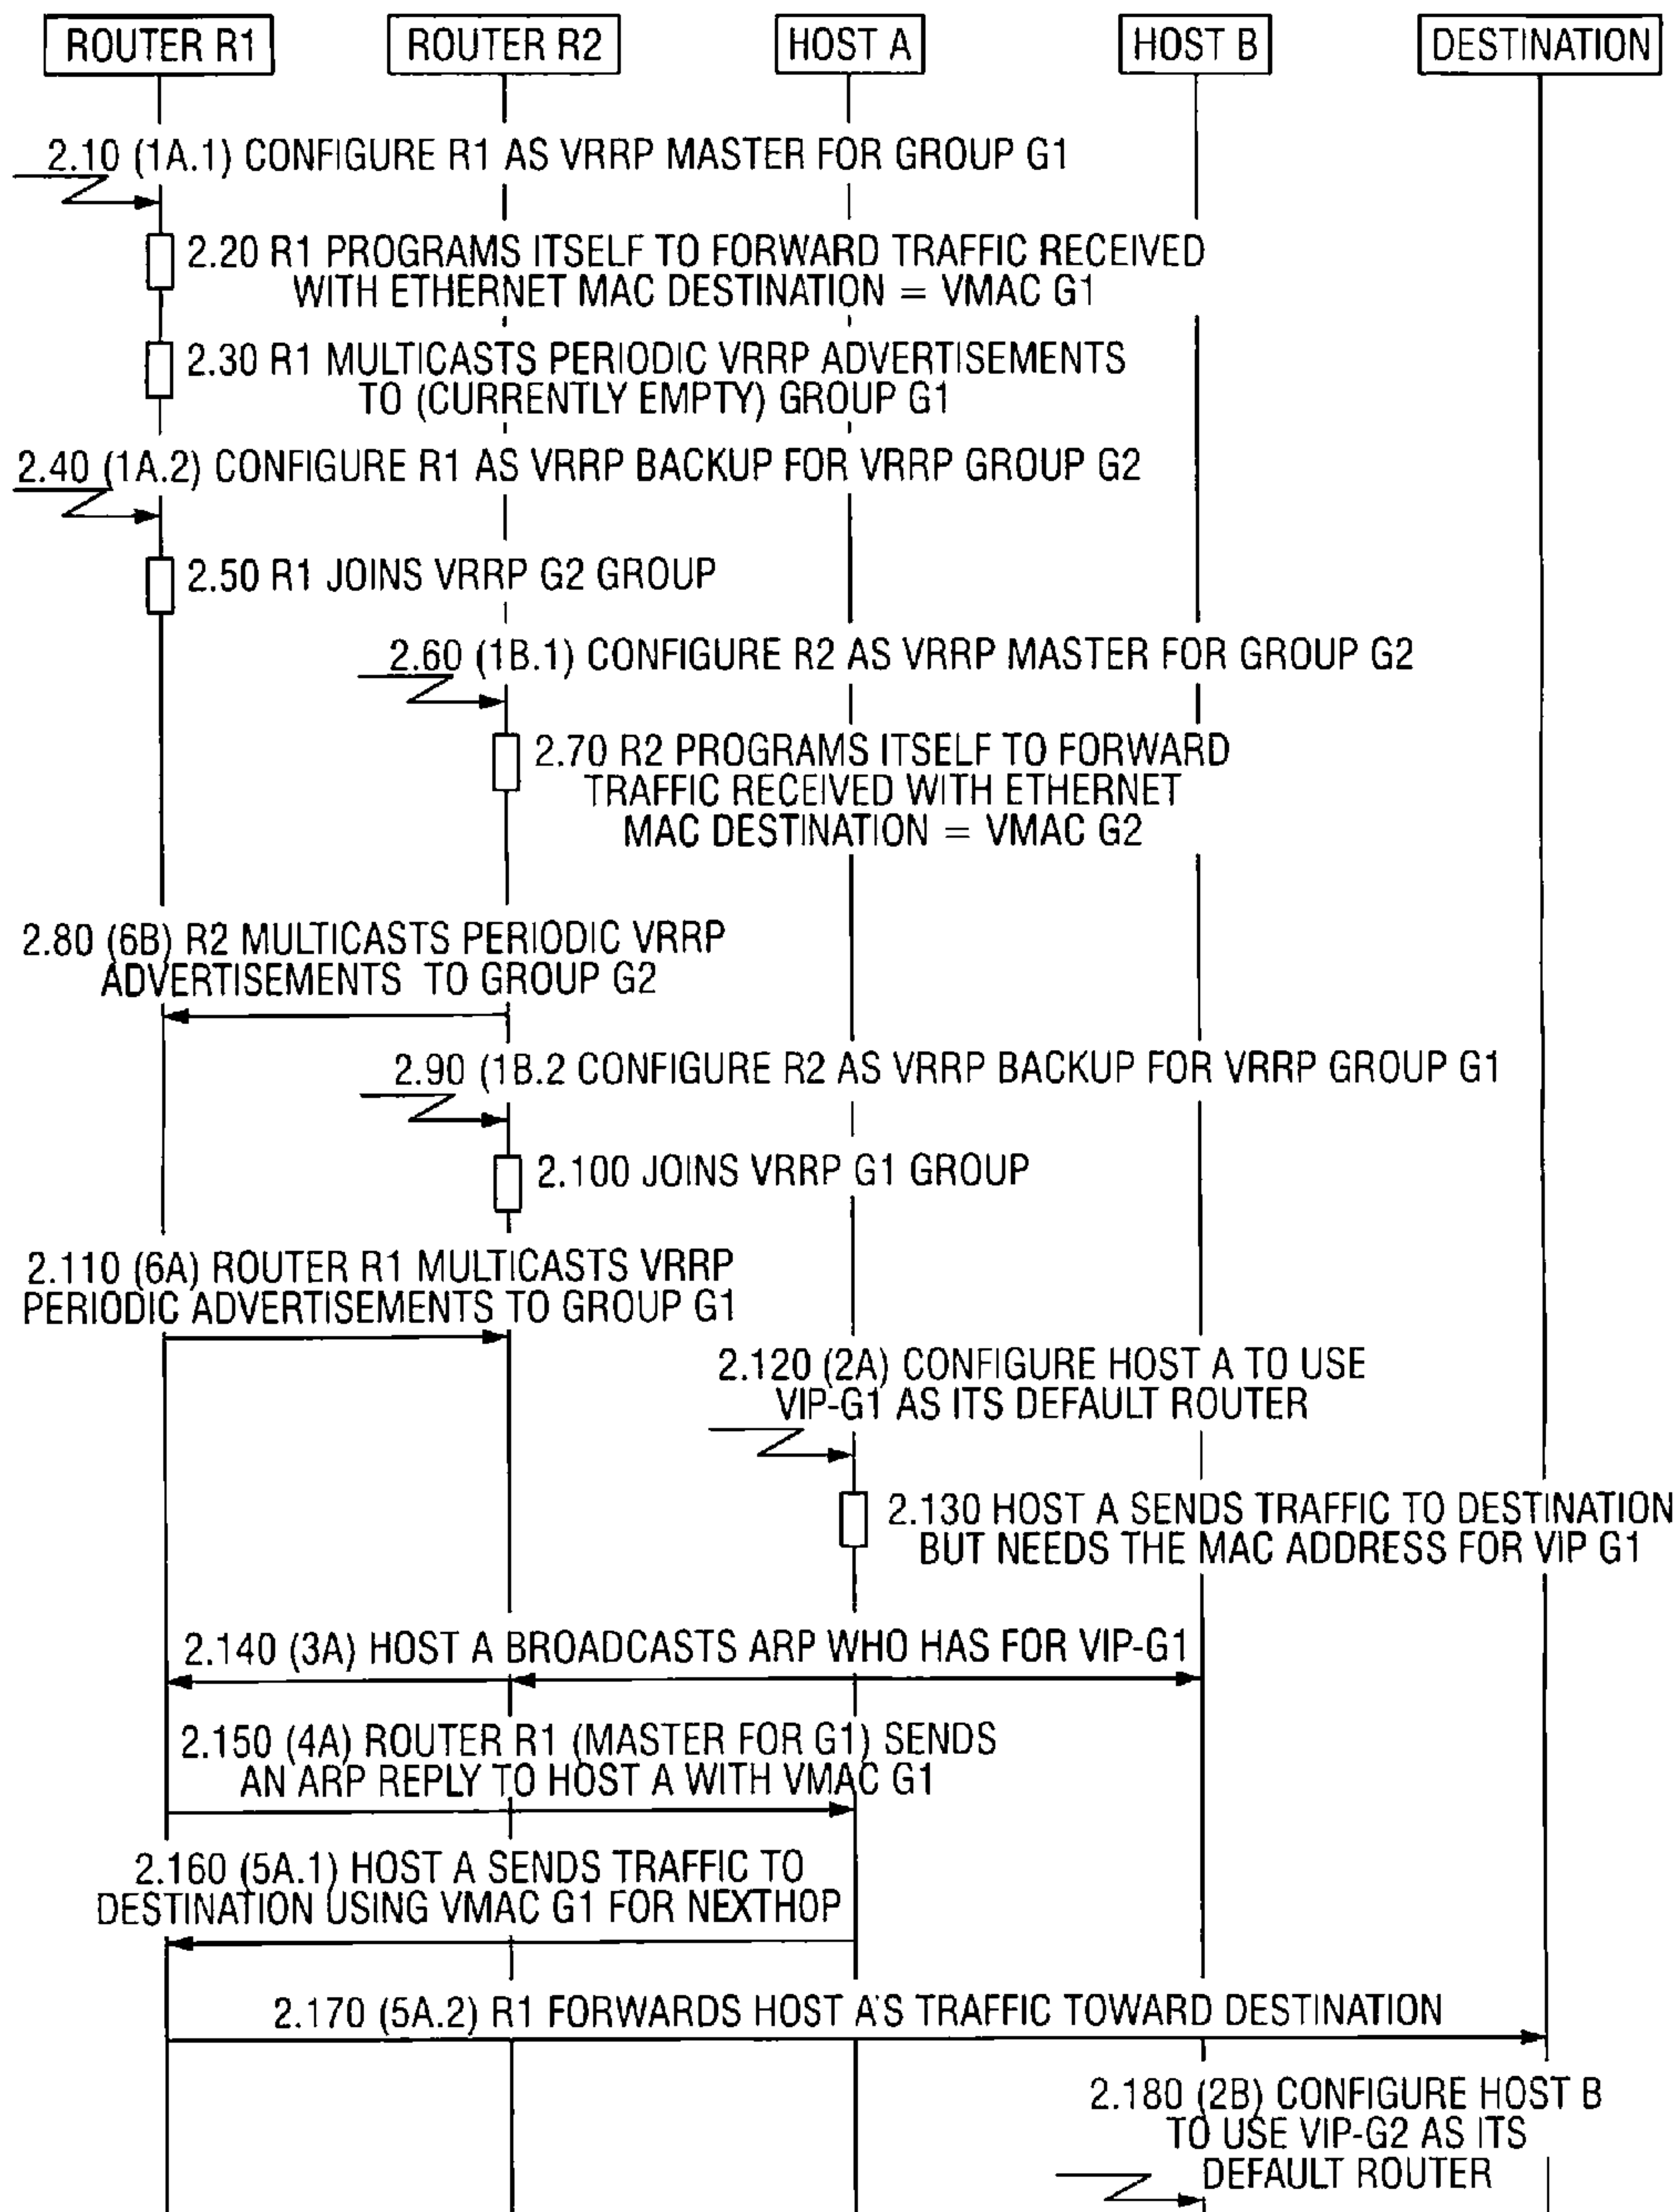 ROUTER R1
ROUTER R2
HOST A
HOST B
DESTINATION
2.10 (1A.1) CONFIGURE R1 AS VRRP MASTER FOR GROUP G1
2.20 R1 PROGRAMS ITSELF TO FORWARD TRAFFIC RECEIVED
WITH ETHERNET MAC DESTINATION = VMAC G1
2.30 R1 MULTICASTS PERIODIC VRRP ADVERTISEMENTS
TO (CURRENTLY EMPTY) GROUP G1
2.40 (1A.2) CONFIGURE R1 AS VRRP BACKUP FOR VRRP GROUP G2
2.50 R1 JOINS VRRP G2 GROUP
2.60 (1B.1) CONFIGURE R2 AS VRRP MASTER FOR GROUP G2
2.70 R2 PROGRAMS ITSELF TO FORWARD
TRAFFIC RECEIVED WITH ETHERNET
MAC DESTINATION = VMAC G2
2.80 (6B) R2 MULTICASTS PERIODIC VRRP
ADVERTISEMENTS TO GROUP G2
2.90 (1B.2 CONFIGURE R2 AS VRRP BACKUP FOR VRRP GROUP G1
2.100 JOINS VRRP G1 GROUP
2.110 (6A) ROUTER R1 MULTICASTS VRRP
PERIODIC ADVERTISEMENTS TO GROUP G1
2.120 (2A) CONFIGURE HOST A TO USE
VIP-G1 AS ITS DEFAULT ROUTER
2.130 HOST A SENDS TRAFFIC TO DESTINATION
BUT NEEDS THE MAC ADDRESS FOR VIP G1
2.140 (3A) HOST A BROADCASTS ARP WHO HAS FOR VIP-G1
2.150 (4A) ROUTER R1 (MASTER FOR G1) SENDS
AN ARP REPLY TO HOST A WITH VMAC G1
2.160 (5A.1) HOST A SENDS TRAFFIC TO
DESTINATION USING VMAC G1 FOR NEXTHOP
2.170 (5A.2) R1 FORWARDS HOST A'S TRAFFIC TOWARD DESTINATION
2.180 (2B) CONFIGURE HOST B
TO USE VIP-G2 AS ITS
DEFAULT ROUTER